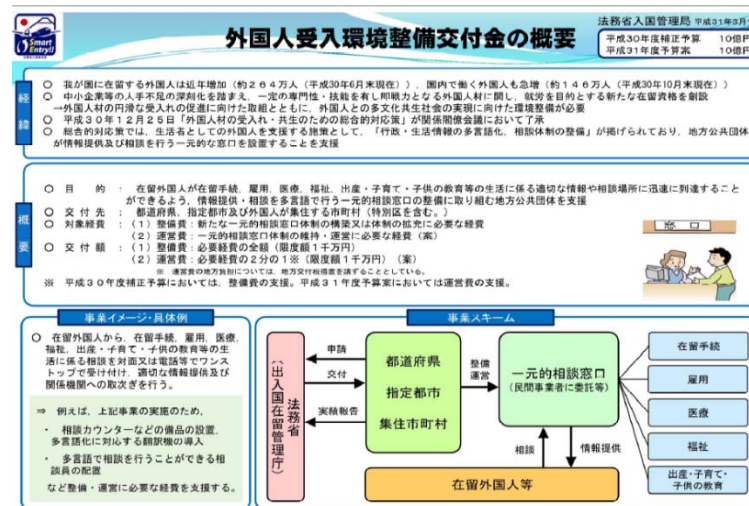 Smart Entry!!
外国人受入環境整備交付金の概要
法務省入国管理局 平成31年3月
平成30年度補正予算 10億円
平成31年度予算案 10億円
経緯
○ 我が国に在留する外国人は近年増加（約264万人（平成30年6月末現在））、国内で働く外国人も急増（約146万人（平成30年10月末現在））
○ 中小企業等の人手不足の深刻化を踏まえ、一定の専門性・技能を有し即戦力となる外国人材に関し、就労を目的とする新たな在留資格を創設
→外国人材の円滑な受入れの促進に向けた取組とともに、外国人との多文化共生社会の実現に向けた環境整備が必要
○ 平成30年12月25日「外国人材の受入れ・共生のための総合的対応策」が関係閣僚会議において了承
○ 総合的対応策では、生活者としての外国人を支援する施策として、「行政・生活情報の多言語化、相談体制の整備」が掲げられており、地方公共団体
が情報提供及び相談を行う一元的な窓口を設置することを支援
概要
○ 目的 ： 在留外国人が在留手続、雇用、医療、福祉、出産・子育て・子供の教育等の生活に係る適切な情報や相談場所に迅速に到達すること
ができるよう、情報提供・相談を多言語で行う一元的相談窓口の整備に取り組む地方公共団体を支援
○ 交付先 ： 都道府県、指定都市及び外国人が集住する市町村（特別区を含む。）
○ 対象経費 ： （1）整備費：新たな一元的相談窓口体制の構築又は体制の拡充に必要な経費
（2）運営費：一元的相談窓口体制の維持・運営に必要な経費（案）
○ 交付額 ： （1）整備費：必要経費の全額（限度額1千万円）
（2）運営費：必要経費の2分の1※（限度額1千万円）（案）
※ 運営費の地方負担については、地方交付税措置を講ずることとしている。
※ 平成30年度補正予算においては、整備費の支援。平成31年度予算案においては運営費の支援。
窓口
事業イメージ・具体例
○ 在留外国人から、在留手続、雇用、医療、
福祉、出産・子育て・子供の教育等の生
活に係る相談を対面又は電話等でワンス
トップで受け付け、適切な情報提供及び
関係機関への取次ぎを行う。
⇒ 例えば、上記事業の実施のため、
・ 相談カウンターなどの備品の設置、
多言語化に対応する翻訳機の導入
・ 多言語で相談を行うことができる相
談員の配置
など整備・運営に必要な経費を支援する。
事業スキーム
法務省
（出入国在留管理庁）
申請
交付
実績報告
都道府県
指定都市
集住市町村
整備
運営
一元的相談窓口
（民間事業者に委託等）
相談
情報提供
在留外国人等
在留手続
雇用
医療
福祉
出産・子育て・
子供の教育